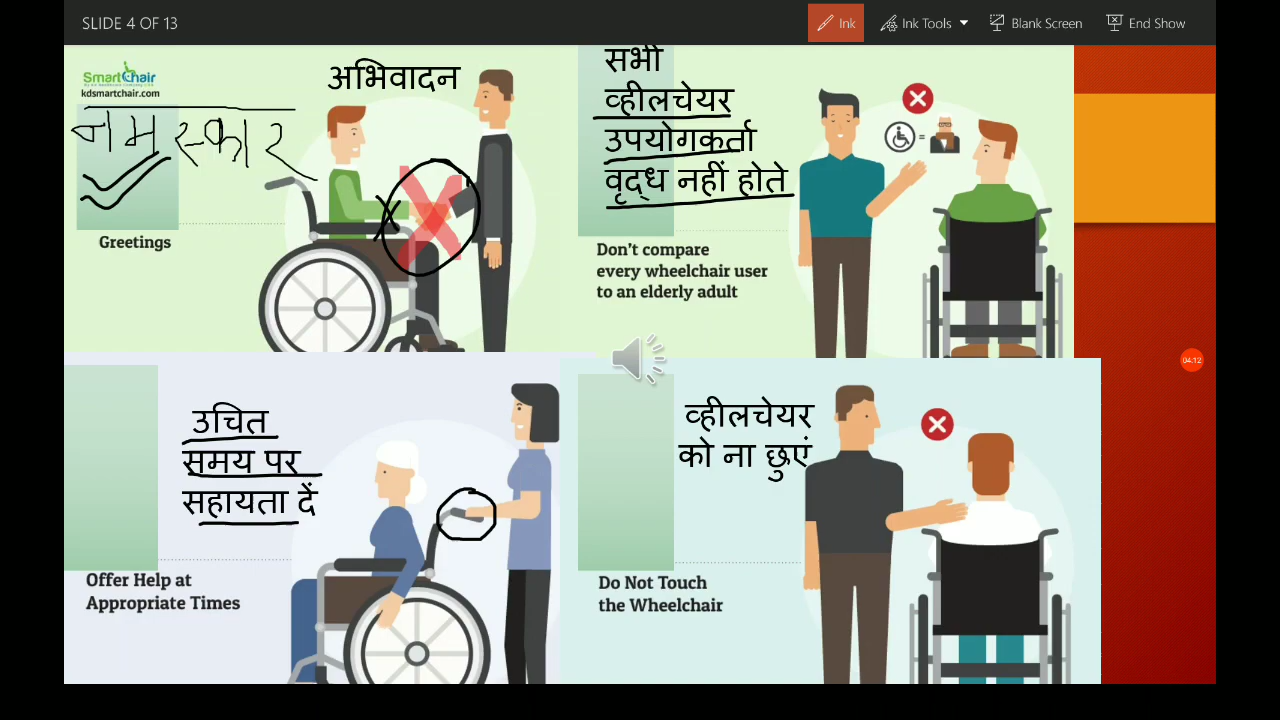 SLIDE 4 OF 13
Ink
Ink Tools
Blank Screen
End Show
SmartChair
kdsmartchair.com
अभिवादन
नमस्कार
Greetings
सभी
व्हीलचेयर
उपयोगकर्ता
वृद्ध नहीं होते
=
Don't compare
every wheelchair user
to an elderly adult
04:12
उचित
समय पर
सहायता दें
Offer Help at
Appropriate Times
व्हीलचेयर
को ना छुएं
Do Not Touch
the Wheelchair